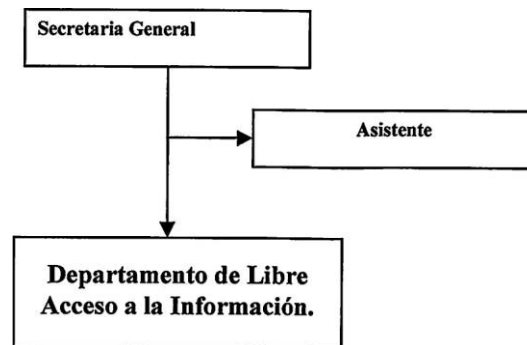 Secretaria General
Asistente
Departamento de Libre
Acceso a la Información.